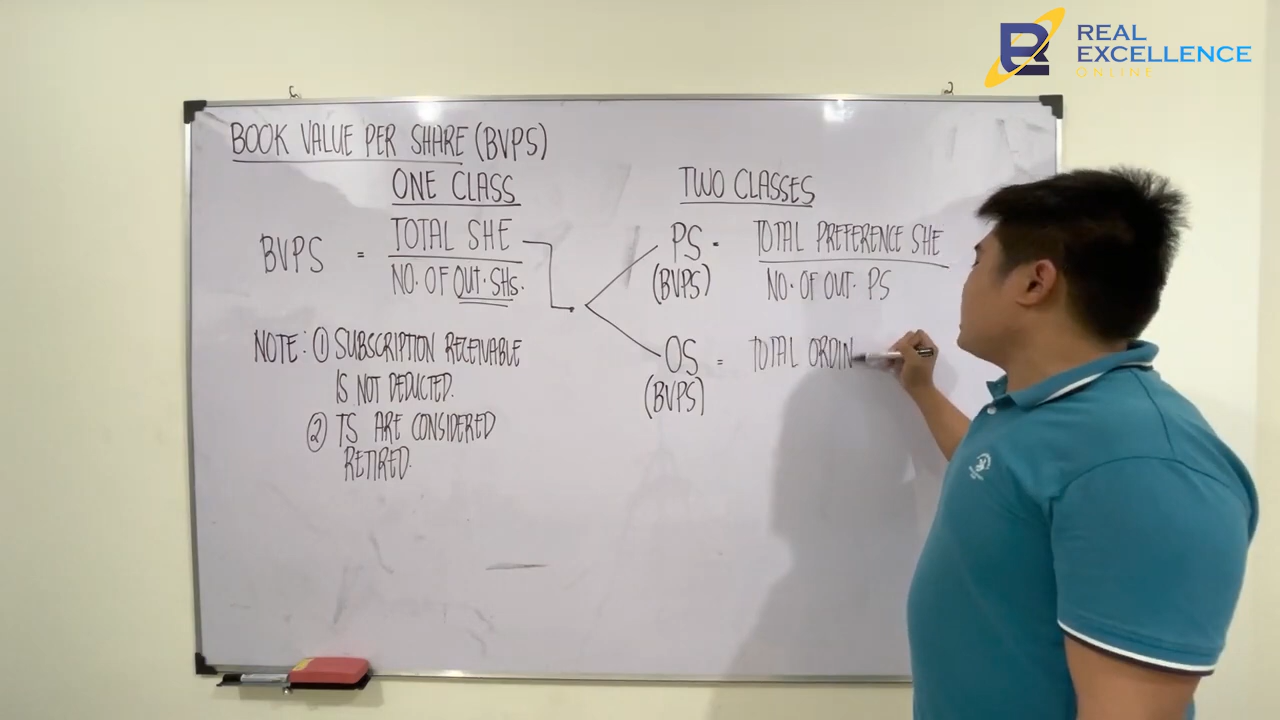 REAL
EXCELLENCE
ONLINE
BOOK VALUE PER SHARE (BVPS)
ONE CLASS
BVPS = TOTAL SHE
NO. OF OUT. SHS.
NOTE: ① SUBSCRIPTION RECEIVABLE
IS NOT DEDUCTED.
② TS ARE CONSIDERED
RETIRED.
TWO CLASSES
PS = TOTAL PREFERENCE SHE
(BVPS) NO. OF OUT. PS
OS = TOTAL ORDIN
(BVPS)